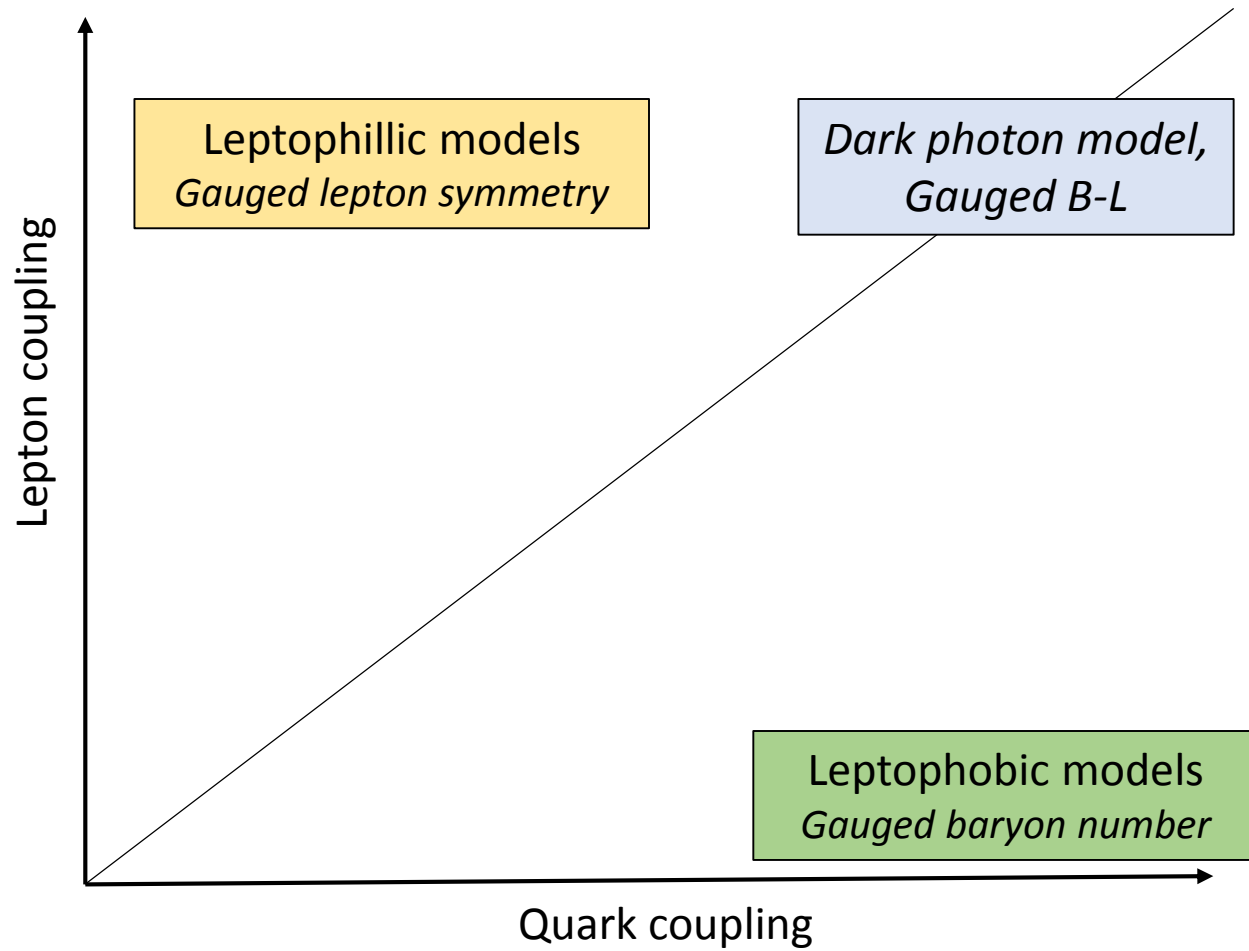 Leptophillic models
Gauged lepton symmetry
Dark photon model,
Gauged B-L
Lepton coupling
Leptophobic models
Gauged baryon number
Quark coupling